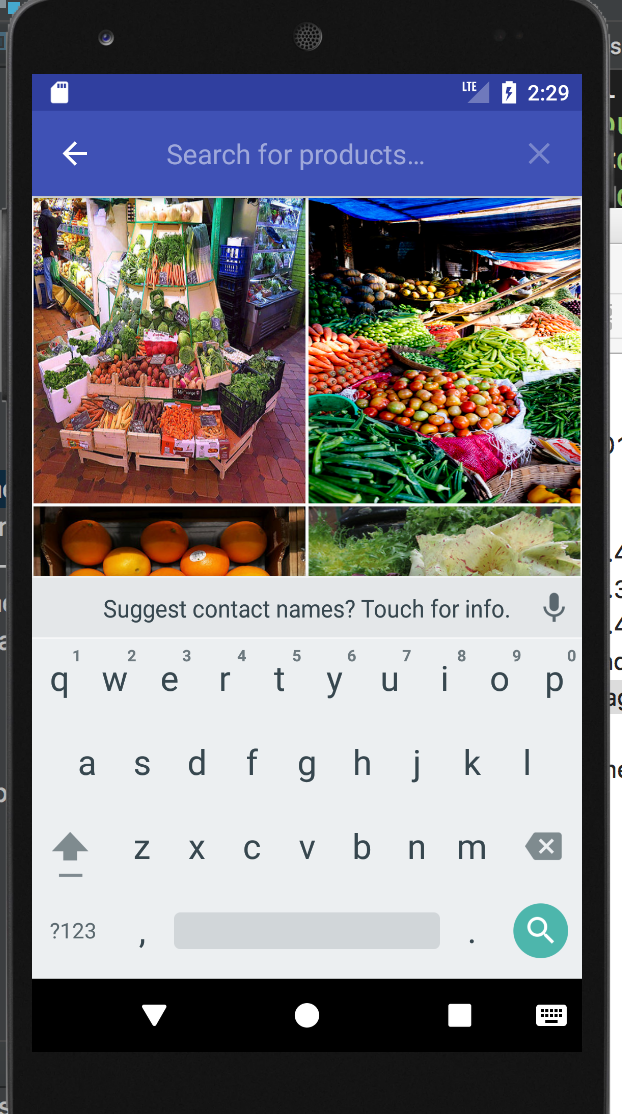 LTE 2:29
Search for products...
Suggest contact names? Touch for info.
1 2 3 4 5 6 7 8 9 0
q w e r t y u i o p
a s d f g h j k l
z x c v b n m
?123 , .